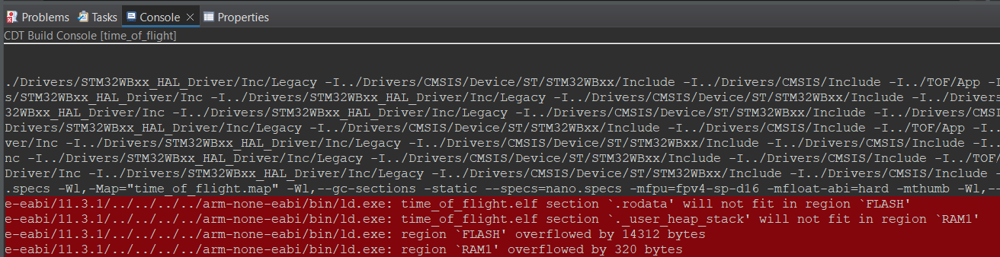 Problems Tasks Console Properties
CDT Build Console [time_of_flight]
./Drivers/STM32WBxx_HAL_Driver/Inc/Legacy -I../Drivers/CMSIS/Device/ST/STM32WBxx/Include -I../Drivers/CMSIS/Include -I../TOF/App -I
s/STM32WBxx_HAL_Driver/Inc -I../Drivers/STM32WBxx_HAL_Driver/Inc/Legacy -I../Drivers/CMSIS/Device/ST/STM32WBxx/Include -I../Drivers
32WBxx_HAL_Driver/Inc -I../Drivers/STM32WBxx_HAL_Driver/Inc/Legacy -I../Drivers/CMSIS/Device/ST/STM32WBxx/Include -I../Drivers/CMSI
Drivers/STM32WBxx_HAL_Driver/Inc/Legacy -I../Drivers/CMSIS/Device/ST/STM32WBxx/Include -I../Drivers/CMSIS/Include -I../TOF/App -I..
ver/Inc -I../Drivers/STM32WBxx_HAL_Driver/Inc/Legacy -I../Drivers/CMSIS/Device/ST/STM32WBxx/Include -I../Drivers/CMSIS/Include -I..
nc -I../Drivers/STM32WBxx_HAL_Driver/Inc/Legacy -I../Drivers/CMSIS/Device/ST/STM32WBxx/Include -I../Drivers/CMSIS/Include -I../TOF/
Driver/Inc -I../Drivers/STM32WBxx_HAL_Driver/Inc/Legacy -I../Drivers/CMSIS/Device/ST/STM32WBxx/Include -I../Drivers/CMSIS/Include -
.specs -Wl,-Map="time_of_flight.map" -Wl,--gc-sections -static --specs=nano.specs -mfpu=fpv4-sp-d16 -mfloat-abi=hard -mthumb -Wl,--
e-eabi/11.3.1/../../../../arm-none-eabi/bin/ld.exe: time_of_flight.elf section `.rodata' will not fit in region `FLASH'
e-eabi/11.3.1/../../../../arm-none-eabi/bin/ld.exe: time_of_flight.elf section `._user_heap_stack' will not fit in region `RAM1'
e-eabi/11.3.1/../../../../arm-none-eabi/bin/ld.exe: region `FLASH' overflowed by 14312 bytes
e-eabi/11.3.1/../../../../arm-none-eabi/bin/ld.exe: region `RAM1' overflowed by 320 bytes